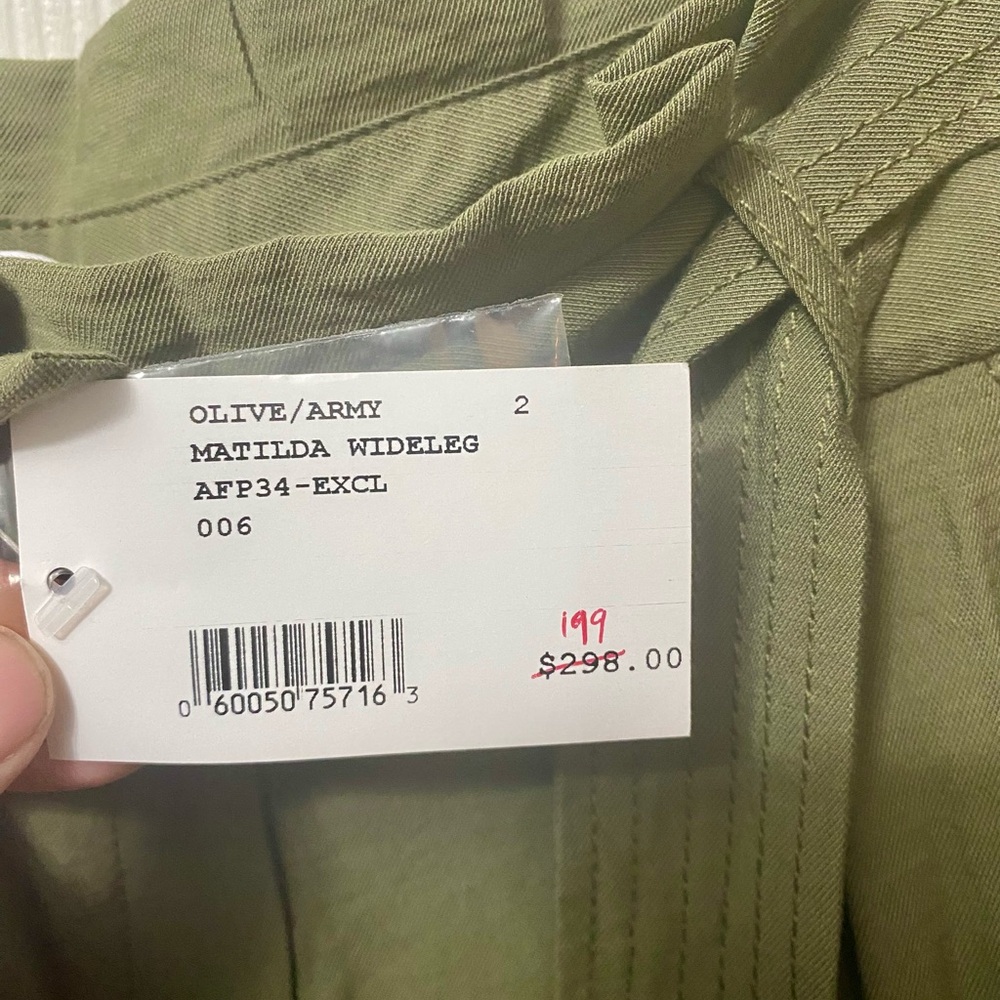 OLIVE/ARMY 2
MATILDA WIDELEG
AFP34-EXCL
006
199
$298.00
0 60050 75716 3